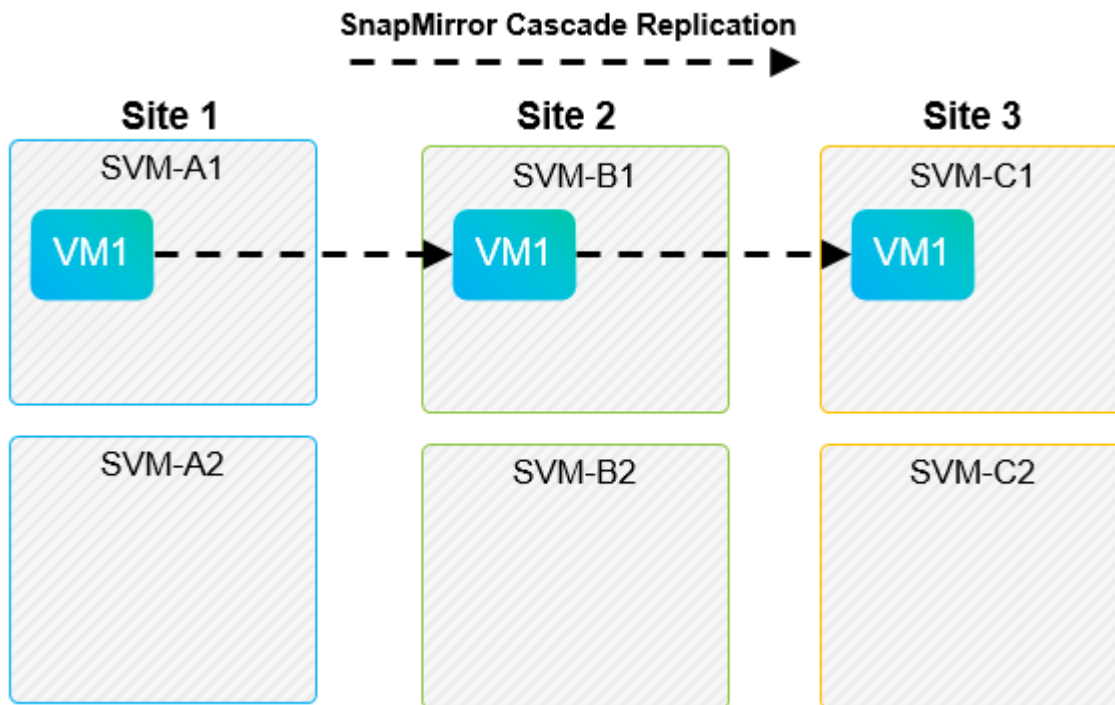 SnapMirror Cascade Replication
Site 1
Site 2
Site 3
SVM-A1
SVM-B1
SVM-C1
VM1
VM1
VM1
SVM-A2
SVM-B2
SVM-C2